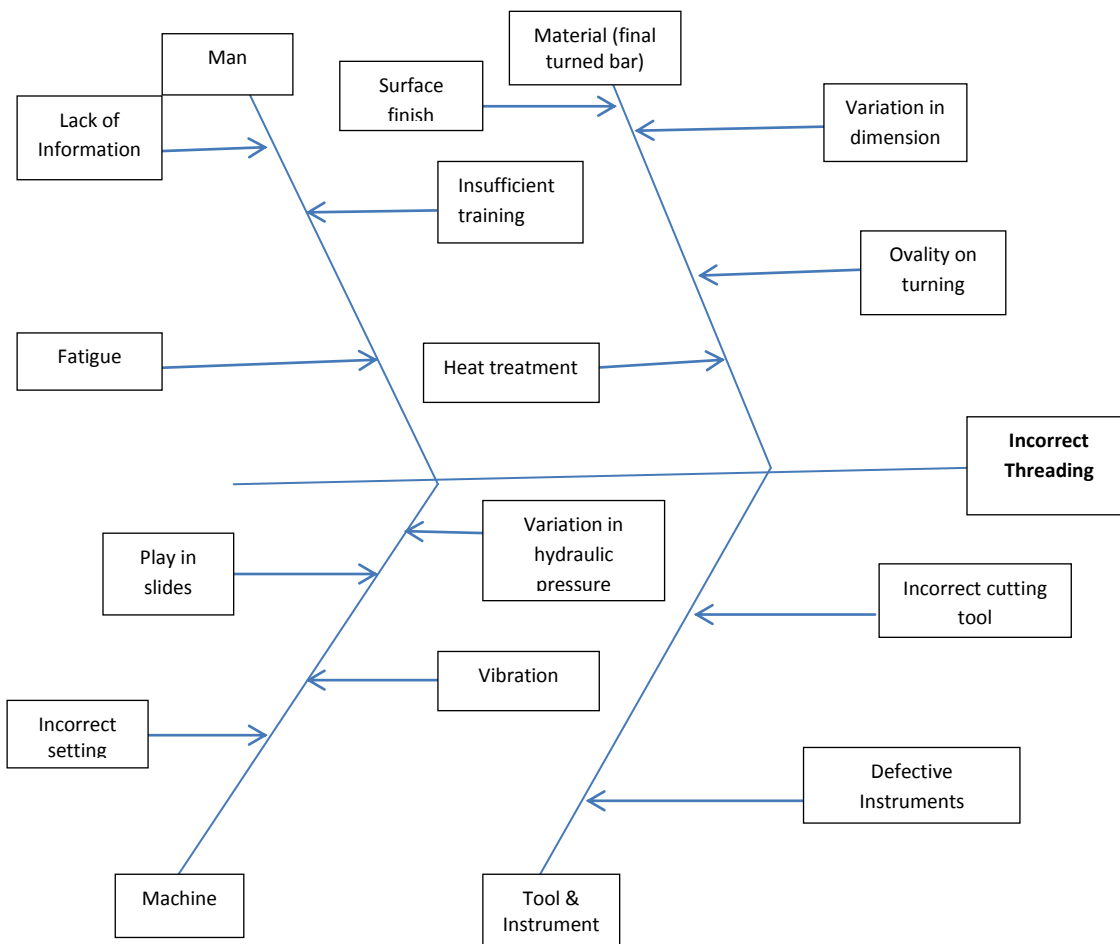 Man
Material (final
turned bar)
Surface
finish
Lack of
Information
Variation in
dimension
Insufficient
training
Ovality on
turning
Fatigue
Heat treatment
Incorrect
Threading
Variation in
hydraulic
pressure
Play in
slides
Incorrect cutting
tool
Vibration
Incorrect
setting
Defective
Instruments
Machine
Tool &
Instrument